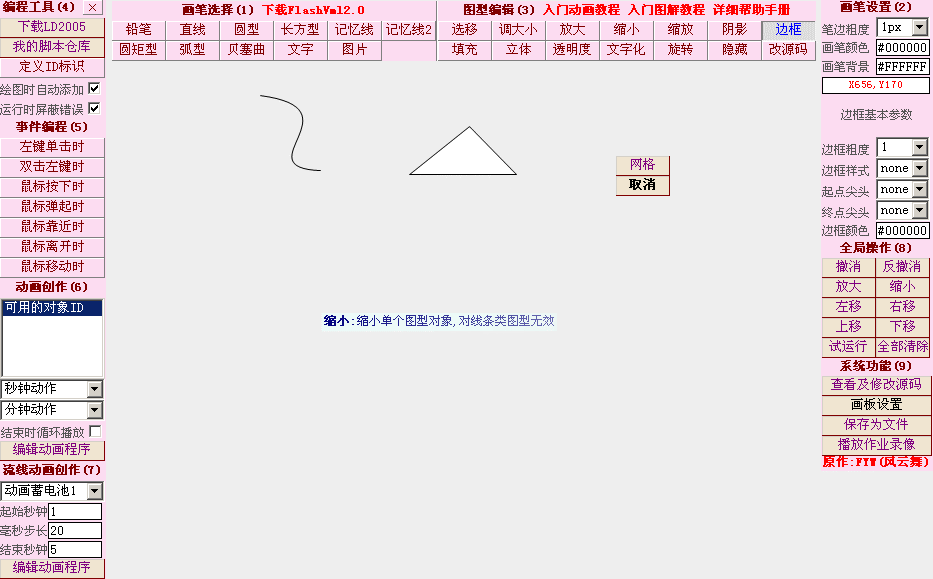 编程工具(4) ×
下载LD2005
我的脚本仓库
定义ID标识
绘图时自动添加
运行时屏蔽错误
事件编程(5)
左键单击时
双击左键时
鼠标按下时
鼠标弹起时
鼠标靠近时
鼠标离开时
鼠标移动时
动画创作(6)
可用的对象ID
秒钟动作
分钟动作
结束时循环播放
编辑动画程序
流线动画创作(7)
动画蓄电池1
起始秒钟 1
毫秒步长 20
结束秒钟 5
编辑动画程序
画笔选择(1) 下载FlashVml2.0
铅笔 直线 圆型 长方型 记忆线 记忆线2
圆矩型 弧型 贝塞曲 文字 图片
图型编辑(3) 入门动画教程 入门图解教程 详细帮助手册
选移 调大小 放大 缩小 缩放 阴影 边框
填充 立体 透明度 文字化 旋转 隐藏 改源码
网格
取消
缩小:缩小单个图型对象,对线条类图型无效
画笔设置(2)
笔边粗度 1px
画笔颜色 #000000
画笔背景 #FFFFFF
X656,Y170
边框基本参数
边框粗度 1
边框样式 none
起点尖头 none
终点尖头 none
边框颜色 #000000
全局操作(8)
撤消 反撤消
放大 缩小
左移 右移
上移 下移
试运行 全部清除
系统功能(9)
查看及修改源码
画板设置
保存为文件
播放作业录像
原作:FYW(风云舞)